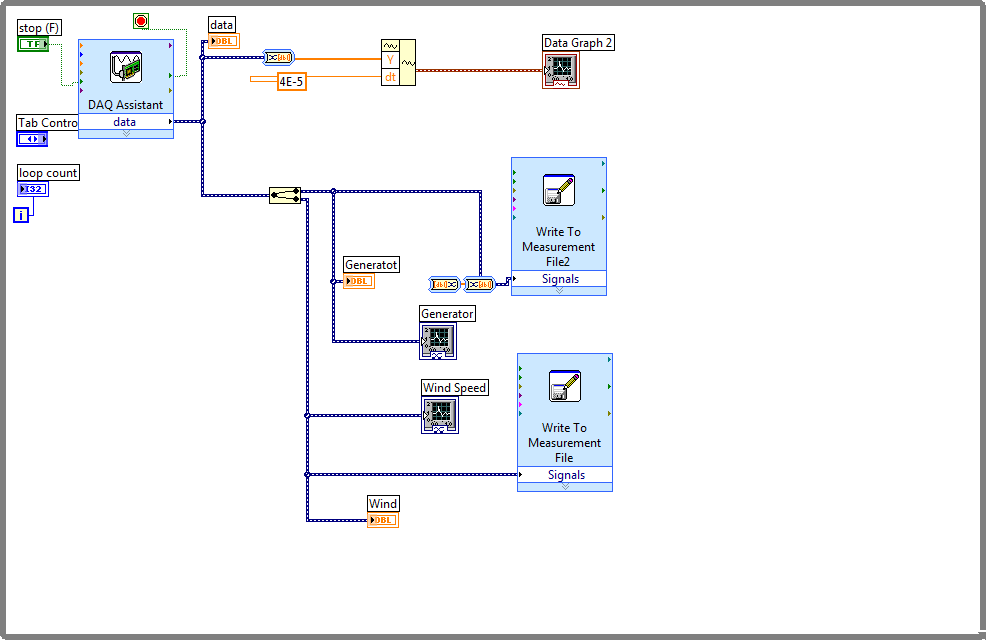 stop (F)
TF
DAQ Assistant
data
Tab Contro
loop count
I32
i
data
DBL
4E-5
Y
dt
Data Graph 2
Write To
Measurement
File2
Signals
Generatot
DBL
Generator
Wind Speed
Write To
Measurement
File
Signals
Wind
DBL